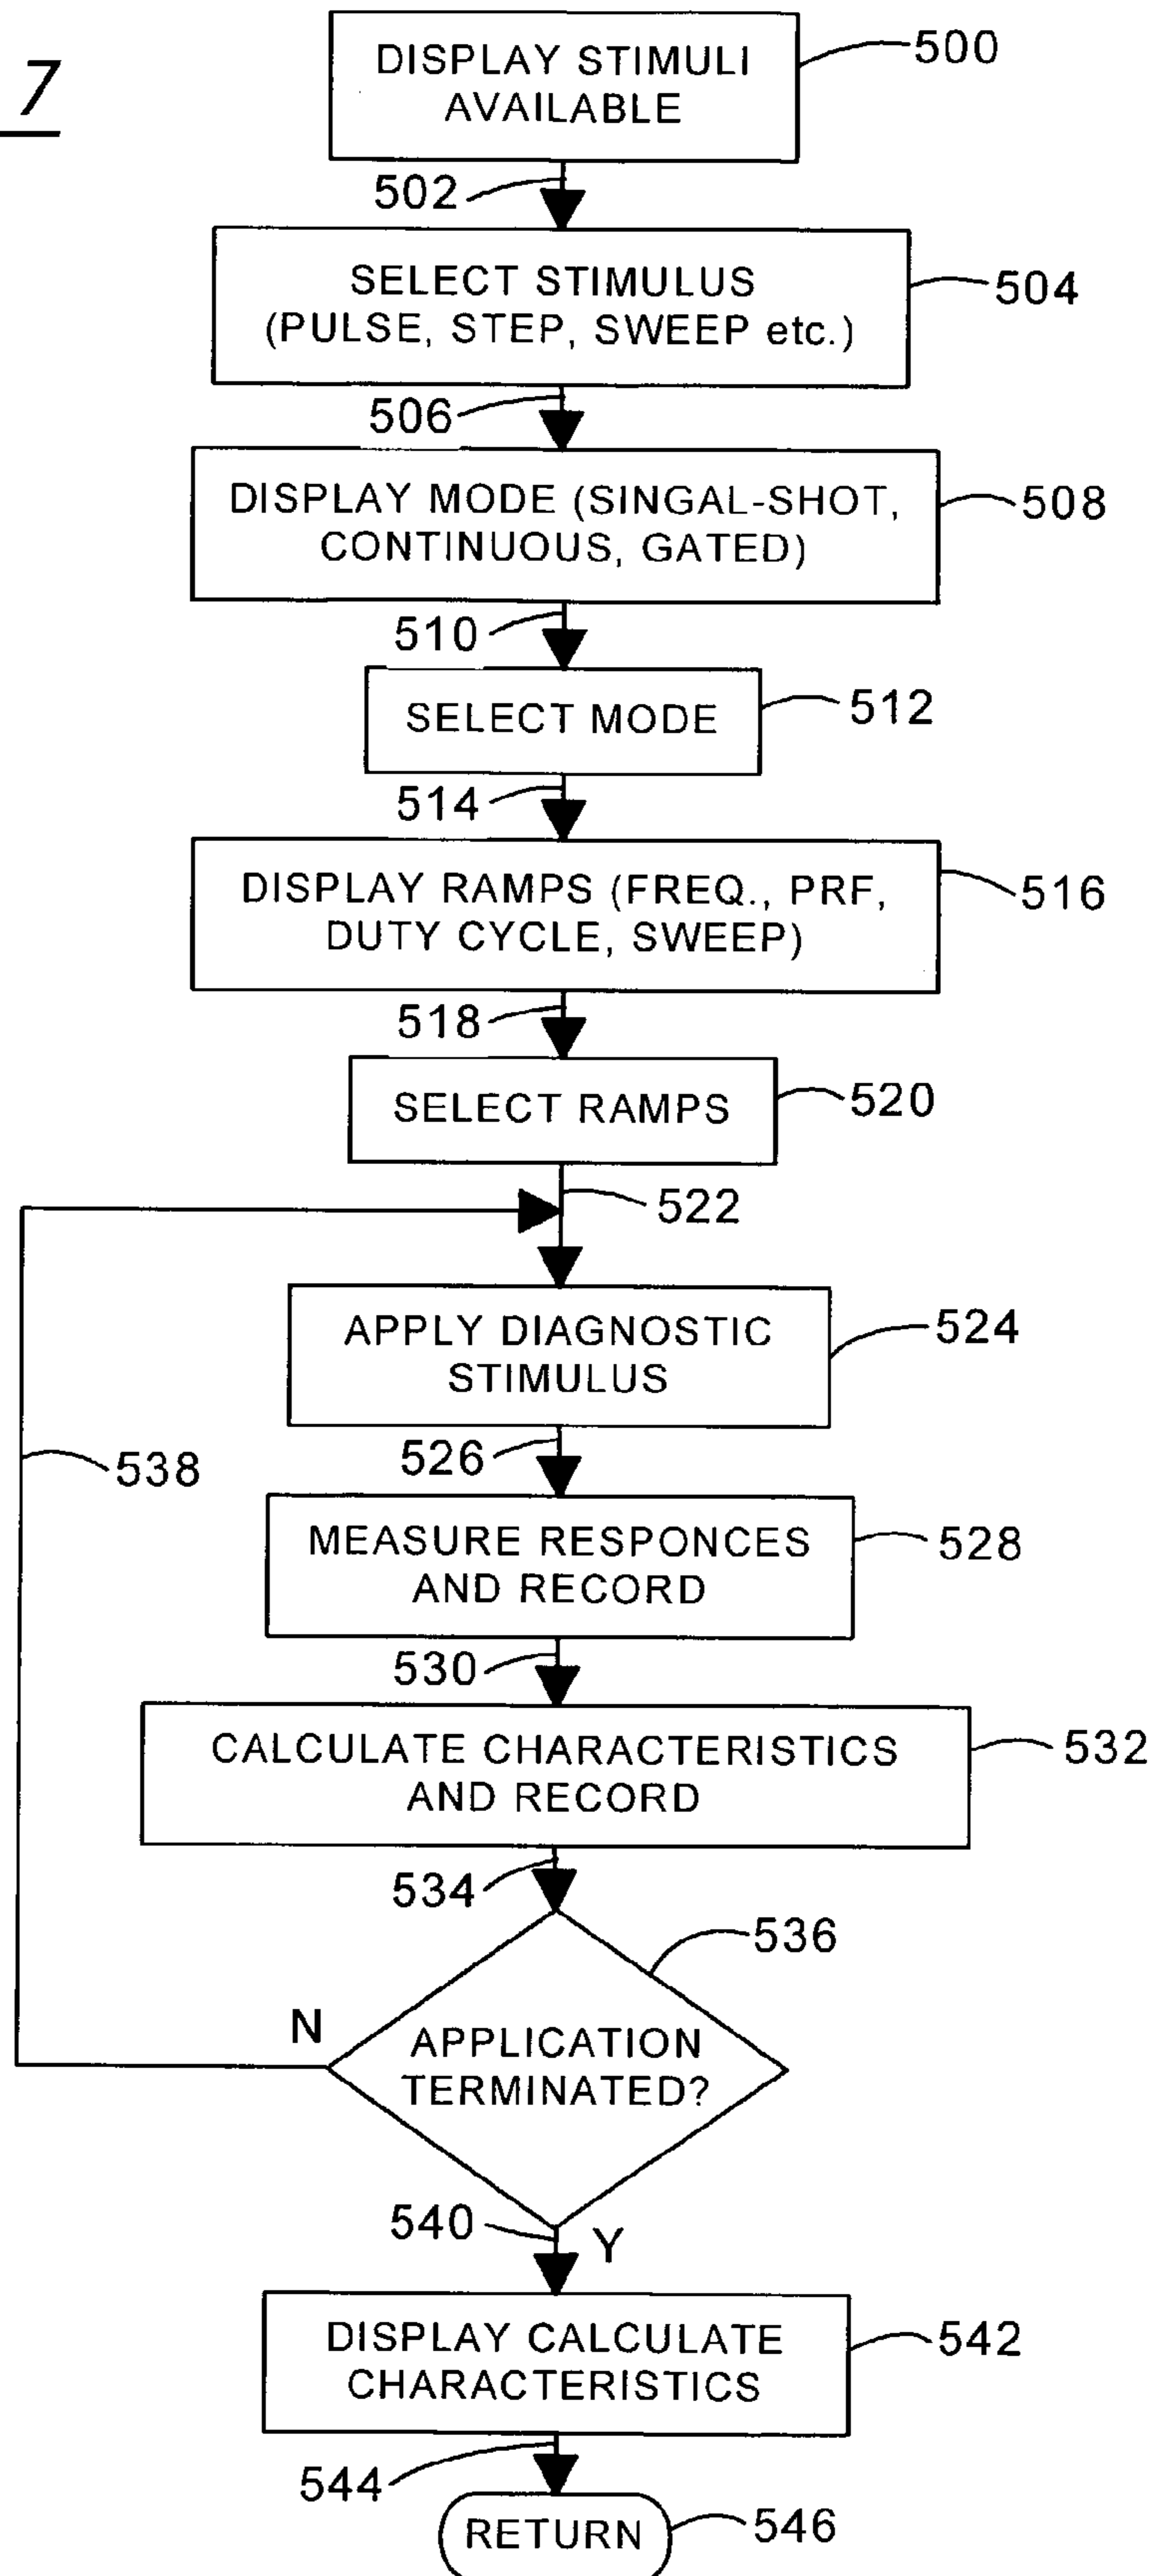 7
DISPLAY STIMULI
AVAILABLE
500
502
SELECT STIMULUS
(PULSE, STEP, SWEEP etc.)
504
506
DISPLAY MODE (SINGAL-SHOT,
CONTINUOUS, GATED)
508
510
SELECT MODE
512
514
DISPLAY RAMPS (FREQ., PRF,
DUTY CYCLE, SWEEP)
516
518
SELECT RAMPS
520
522
APPLY DIAGNOSTIC
STIMULUS
524
526
538
MEASURE RESPONCES
AND RECORD
528
530
CALCULATE CHARACTERISTICS
AND RECORD
532
534
536
N
APPLICATION
TERMINATED?
540
Y
DISPLAY CALCULATE
CHARACTERISTICS
542
544
RETURN
546